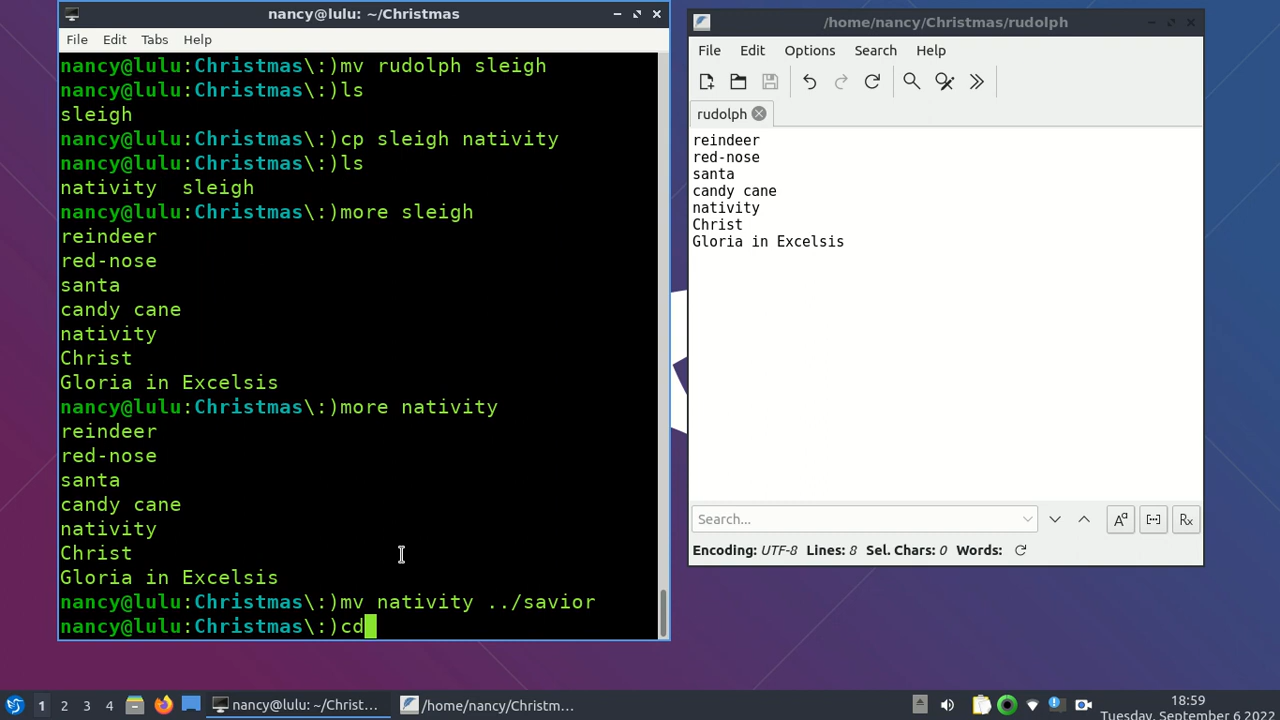 nancy@lulu: ~/Christmas
File Edit Tabs Help
nancy@lulu:Christmas\:)mv rudolph sleigh
nancy@lulu:Christmas\:)ls
sleigh
nancy@lulu:Christmas\:)cp sleigh nativity
nancy@lulu:Christmas\:)ls
nativity  sleigh
nancy@lulu:Christmas\:)more sleigh
reindeer
red-nose
santa
candy cane
nativity
Christ
Gloria in Excelsis
nancy@lulu:Christmas\:)more nativity
reindeer
red-nose
santa
candy cane
nativity
Christ
Gloria in Excelsis
nancy@lulu:Christmas\:)mv nativity ../savior
nancy@lulu:Christmas\:)cd
/home/nancy/Christmas/rudolph
File Edit Options Search Help
rudolph
reindeer
red-nose
santa
candy cane
nativity
Christ
Gloria in Excelsis
Search...
Encoding: UTF-8 Lines: 8 Sel. Chars: 0 Words:
1 2 3 4 nancy@lulu: ~/Christ... /home/nancy/Christm...
18:59
Tuesday, September 6 2022